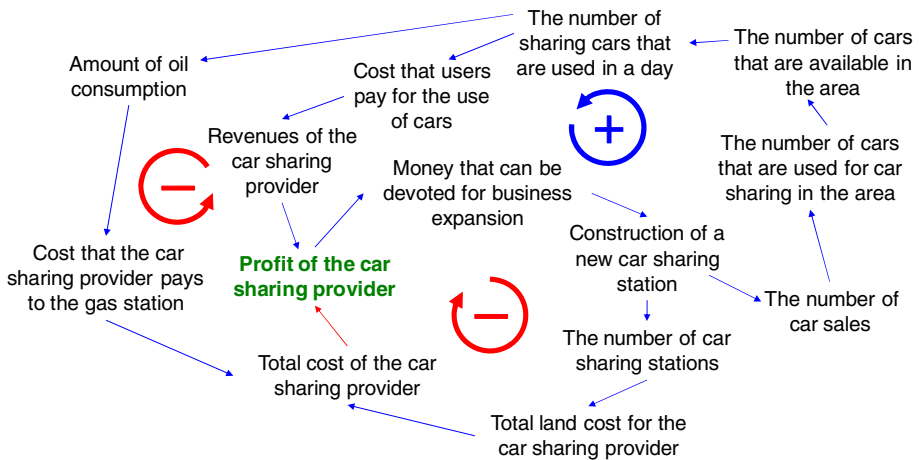 The number of
sharing cars that
are used in a day
The number of cars
that are available in
the area
Amount of oil
consumption
Cost that users
pay for the use
of cars
Revenues of the
car sharing
provider
The number of cars
that are used for car
sharing in the area
Money that can be
devoted for business
expansion
Construction of a
new car sharing
station
Cost that the car
sharing provider pays
to the gas station
Profit of the car
sharing provider
The number of
car sales
The number of car
sharing stations
Total cost of the car
sharing provider
Total land cost for the
car sharing provider